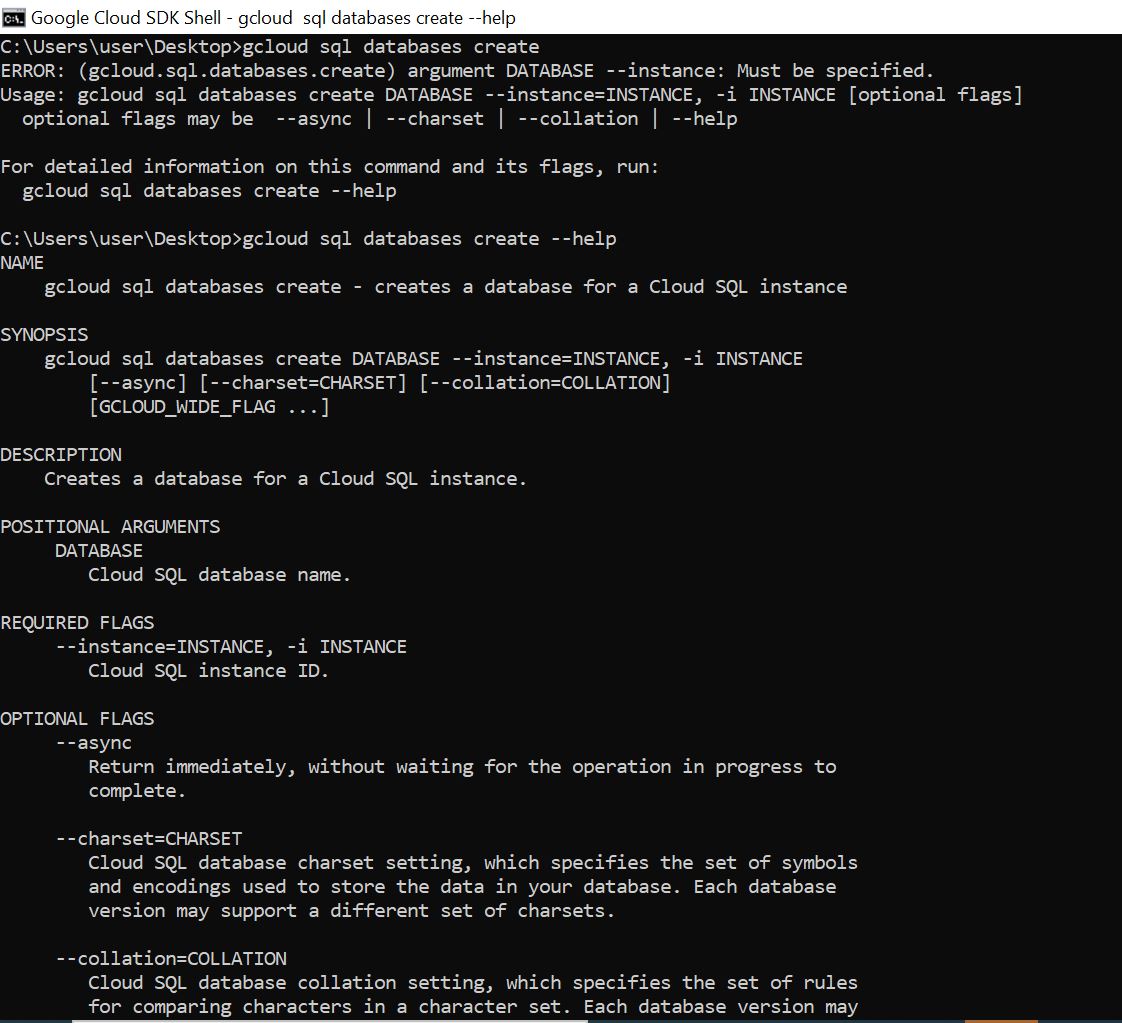 Google Cloud SDK Shell - gcloud  sql databases create --help
C:\Users\user\Desktop>gcloud sql databases create
ERROR: (gcloud.sql.databases.create) argument DATABASE --instance: Must be specified.
Usage: gcloud sql databases create DATABASE --instance=INSTANCE, -i INSTANCE [optional flags]
  optional flags may be  --async | --charset | --collation | --help

For detailed information on this command and its flags, run:
  gcloud sql databases create --help

C:\Users\user\Desktop>gcloud sql databases create --help
NAME
    gcloud sql databases create - creates a database for a Cloud SQL instance

SYNOPSIS
    gcloud sql databases create DATABASE --instance=INSTANCE, -i INSTANCE
        [--async] [--charset=CHARSET] [--collation=COLLATION]
        [GCLOUD_WIDE_FLAG ...]

DESCRIPTION
    Creates a database for a Cloud SQL instance.

POSITIONAL ARGUMENTS
     DATABASE
        Cloud SQL database name.

REQUIRED FLAGS
     --instance=INSTANCE, -i INSTANCE
        Cloud SQL instance ID.

OPTIONAL FLAGS
     --async
        Return immediately, without waiting for the operation in progress to
        complete.

     --charset=CHARSET
        Cloud SQL database charset setting, which specifies the set of symbols
        and encodings used to store the data in your database. Each database
        version may support a different set of charsets.

     --collation=COLLATION
        Cloud SQL database collation setting, which specifies the set of rules
        for comparing characters in a character set. Each database version may